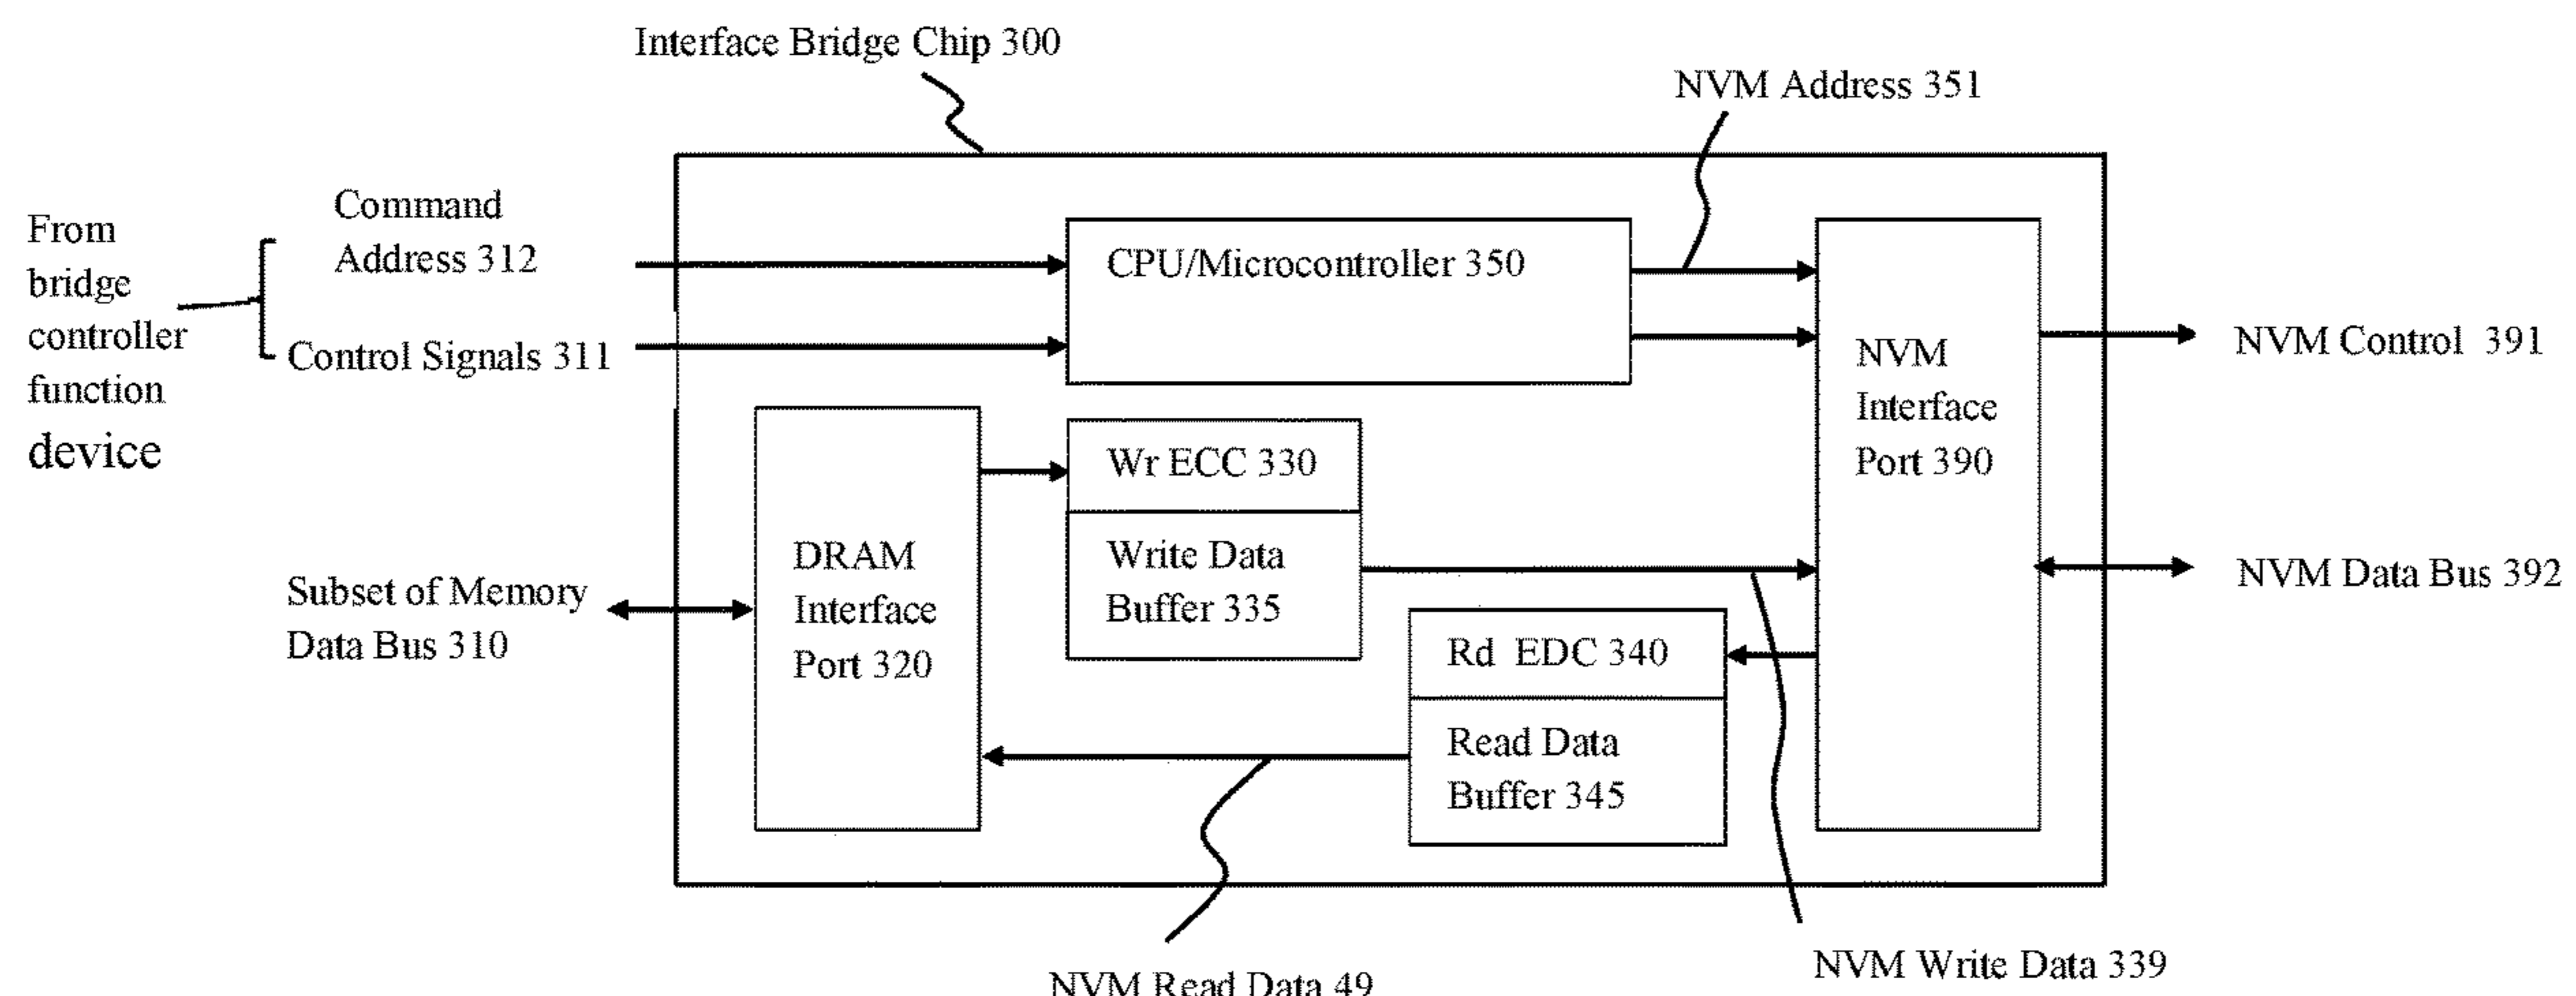 Interface Bridge Chip 300
NVM Address 351
From
bridge
controller
function
device
Command
Address 312
Control Signals 311
CPU/Microcontroller 350
NVM
Interface
Port 390
NVM Control 391
Wr ECC 330
Write Data
Buffer 335
DRAM
Interface
Port 320
Subset of Memory
Data Bus 310
NVM Data Bus 392
Rd EDC 340
Read Data
Buffer 345
NVM Read Data 49
NVM Write Data 339